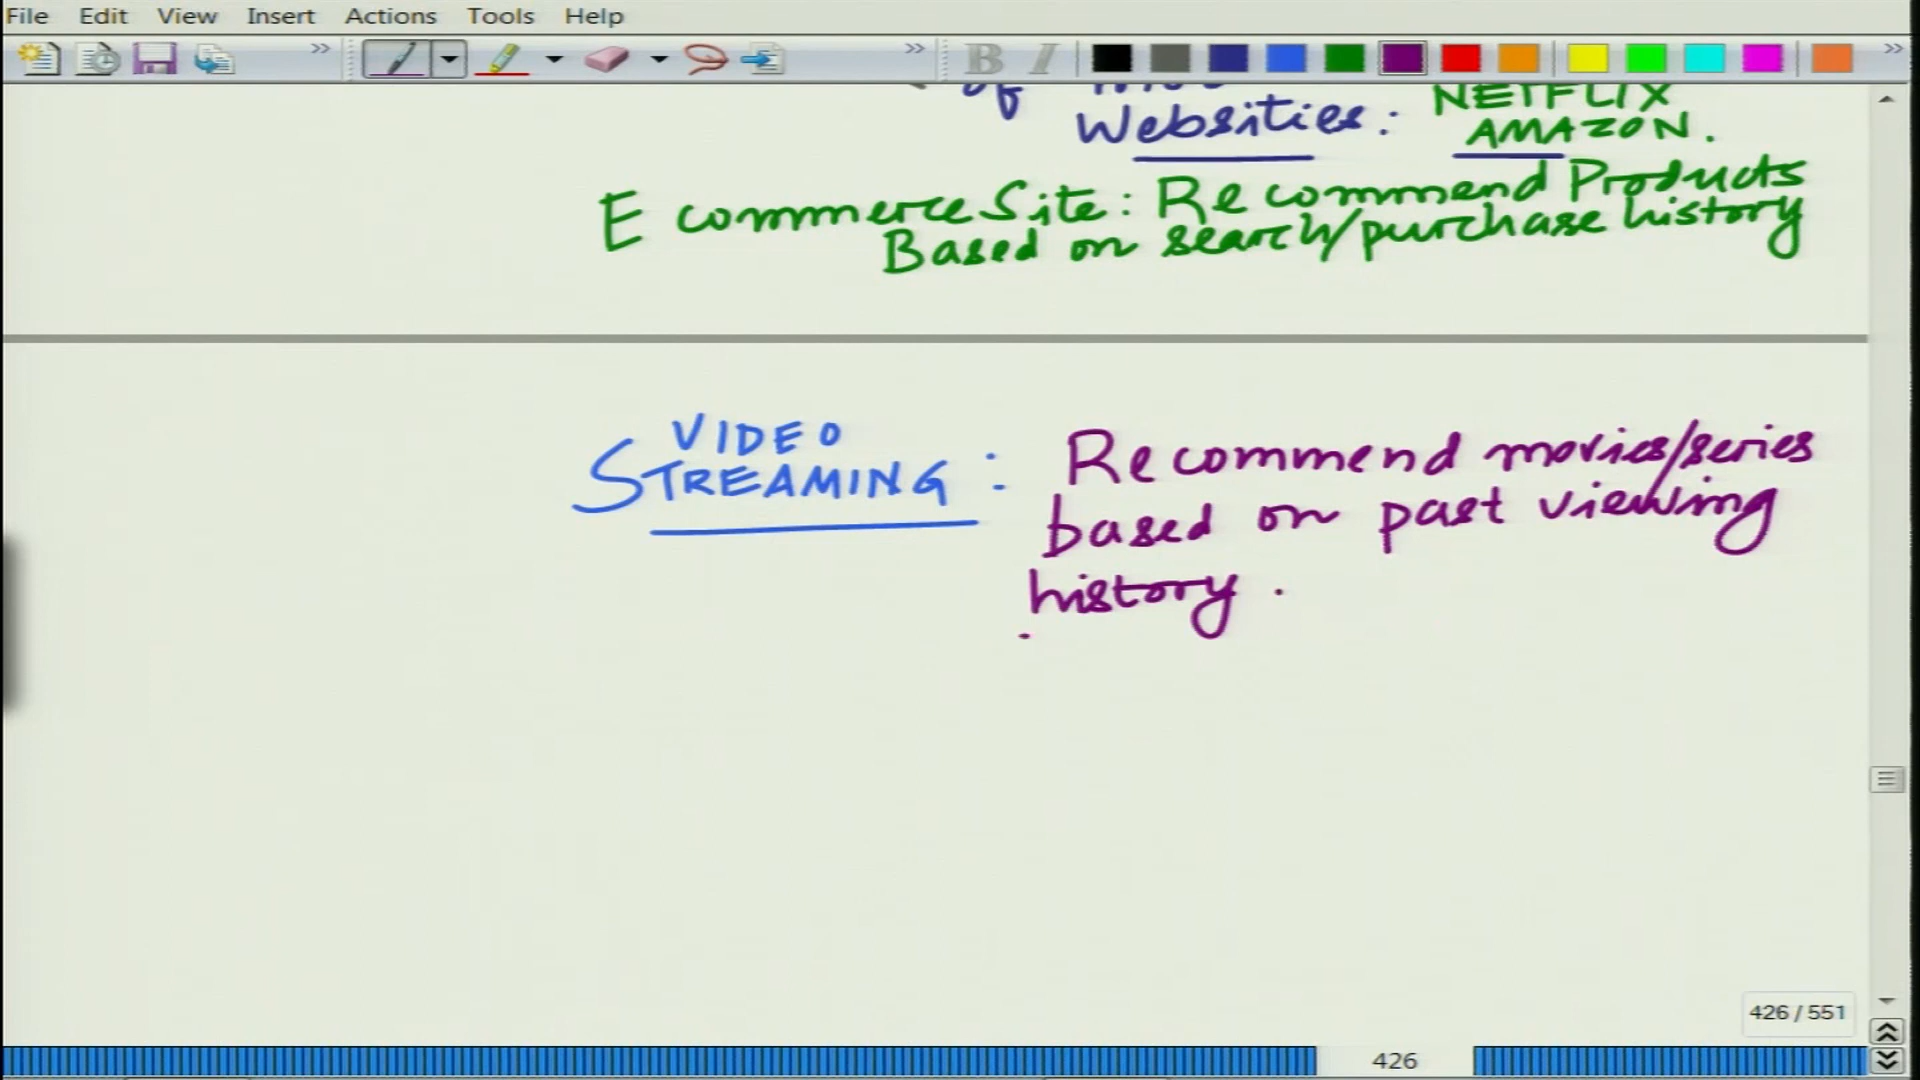 File Edit View Insert Actions Tools Help
B I
of
Websities: NETFLIX
AMAZON.
E commerce Site: Recommend Products
Based on search/purchase history
VIDEO
STREAMING: Recommend movies/series
based on past viewing
history.
426 / 551
426